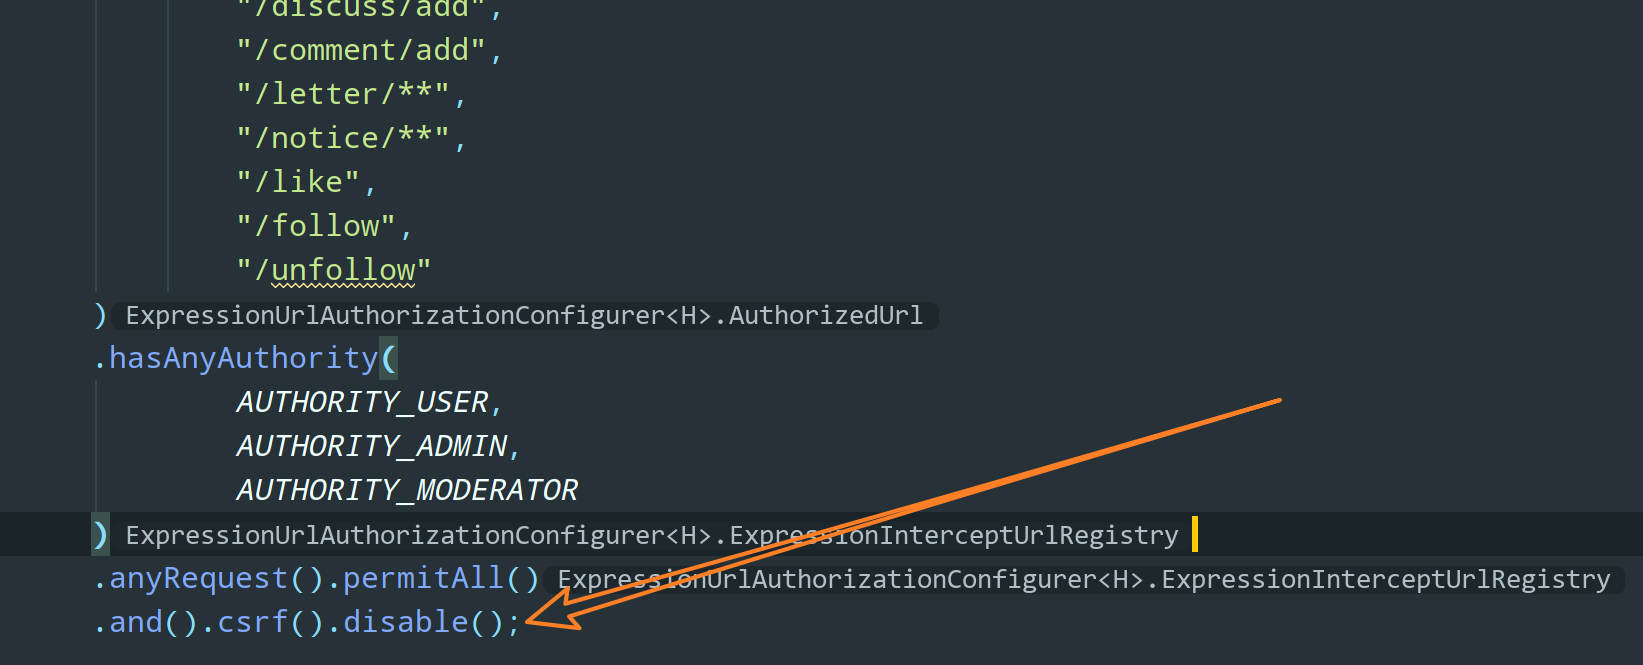 "/discuss/add",
"/comment/add",
"/letter/**",
"/notice/**",
"/like",
"/follow",
"/unfollow"
) ExpressionUrlAuthorizationConfigurer<H>.AuthorizedUrl
.hasAnyAuthority(
AUTHORITY_USER,
AUTHORITY_ADMIN,
AUTHORITY_MODERATOR
) ExpressionUrlAuthorizationConfigurer<H>.ExpressionInterceptUrlRegistry
.anyRequest().permitAll() ExpressionUrlAuthorizationConfigurer<H>.ExpressionInterceptUrlRegistry
.and().csrf().disable();